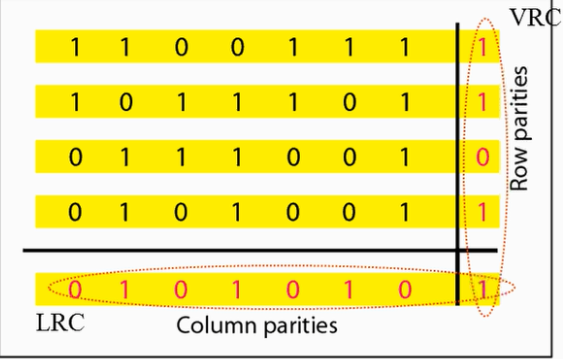 VRC
1 1 0 0 1 1 1 1
1 0 1 1 1 0 1 1
0 1 1 1 0 0 1 0
0 1 0 1 0 0 1 1
Row parities
0 1 0 1 0 1 0 1
LRC
Column parities